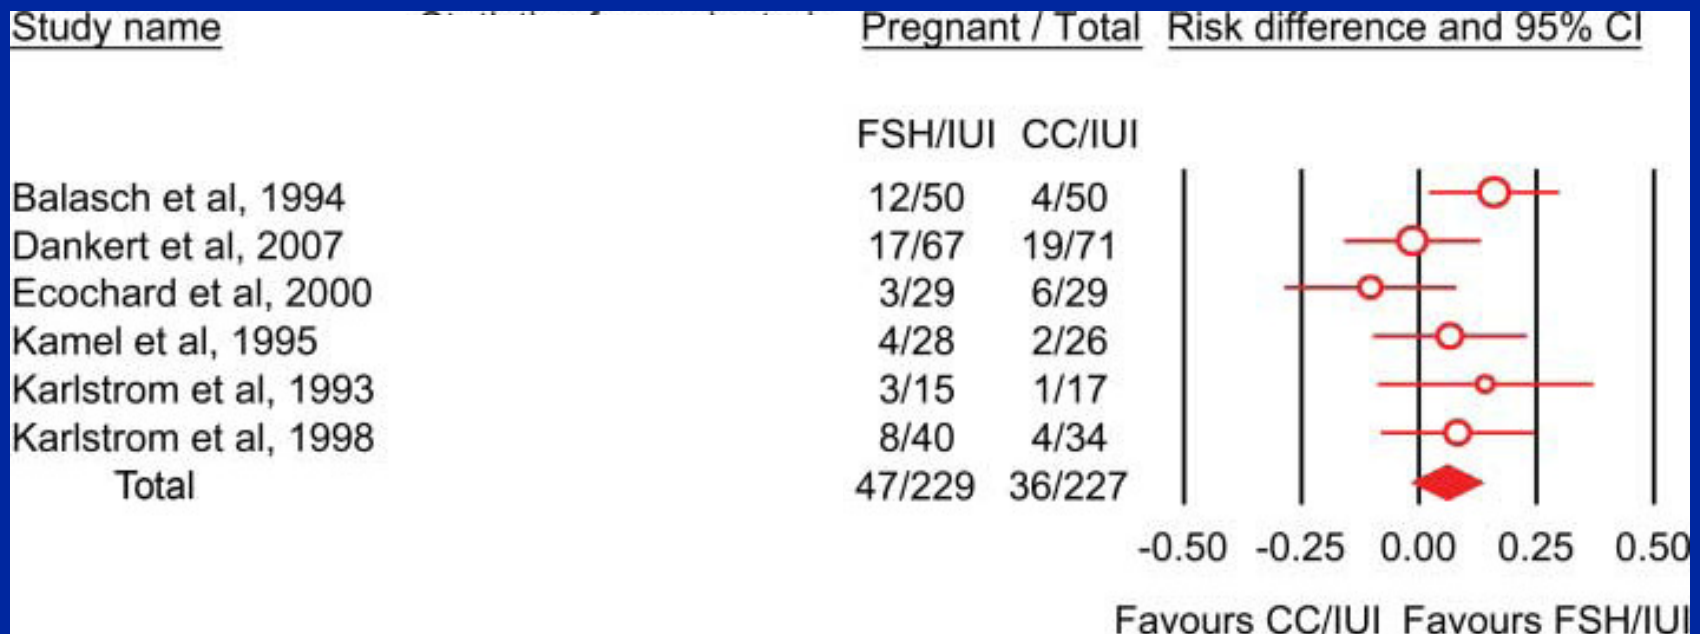 Study name Pregnant / Total Risk difference and 95% CI
FSH/IUI CC/IUI
Balasch et al, 1994 12/50 4/50
Dankert et al, 2007 17/67 19/71
Ecochard et al, 2000 3/29 6/29
Kamel et al, 1995 4/28 2/26
Karlstrom et al, 1993 3/15 1/17
Karlstrom et al, 1998 8/40 4/34
Total 47/229 36/227
-0.50 -0.25 0.00 0.25 0.50
Favours CC/IUI Favours FSH/IUI